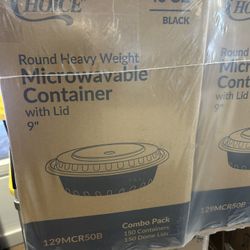 CHOICE
BLACK
Round Heavy Weight
Microwavable
Container
with Lid
9"
Combo Pack
150 Containers
150 Dome Lids
129MCR50B